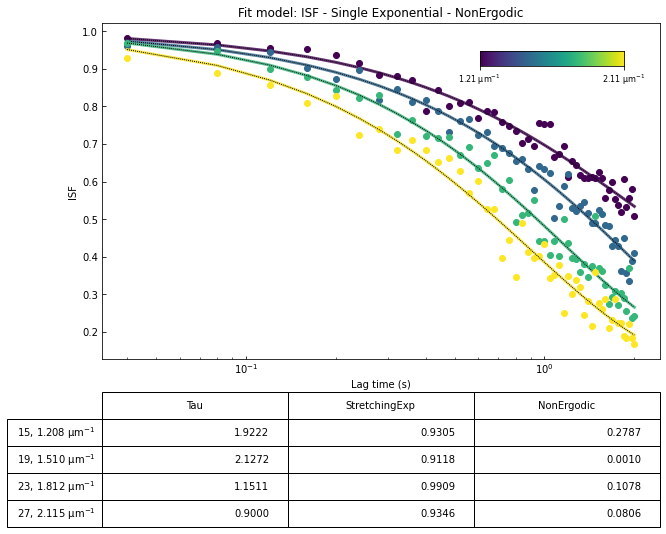 Fit model: ISF - Single Exponential - NonErgodic
1.0
0.9
0.8
0.7
0.6
0.5
0.4
0.3
0.2
ISF
1.21 μm⁻¹ 2.11 μm⁻¹
10⁻¹ 10⁰
Lag time (s)
Tau StretchingExp NonErgodic
15, 1.208 μm⁻¹ 1.9222 0.9305 0.2787
19, 1.510 μm⁻¹ 2.1272 0.9118 0.0010
23, 1.812 μm⁻¹ 1.1511 0.9909 0.1078
27, 2.115 μm⁻¹ 0.9000 0.9346 0.0806